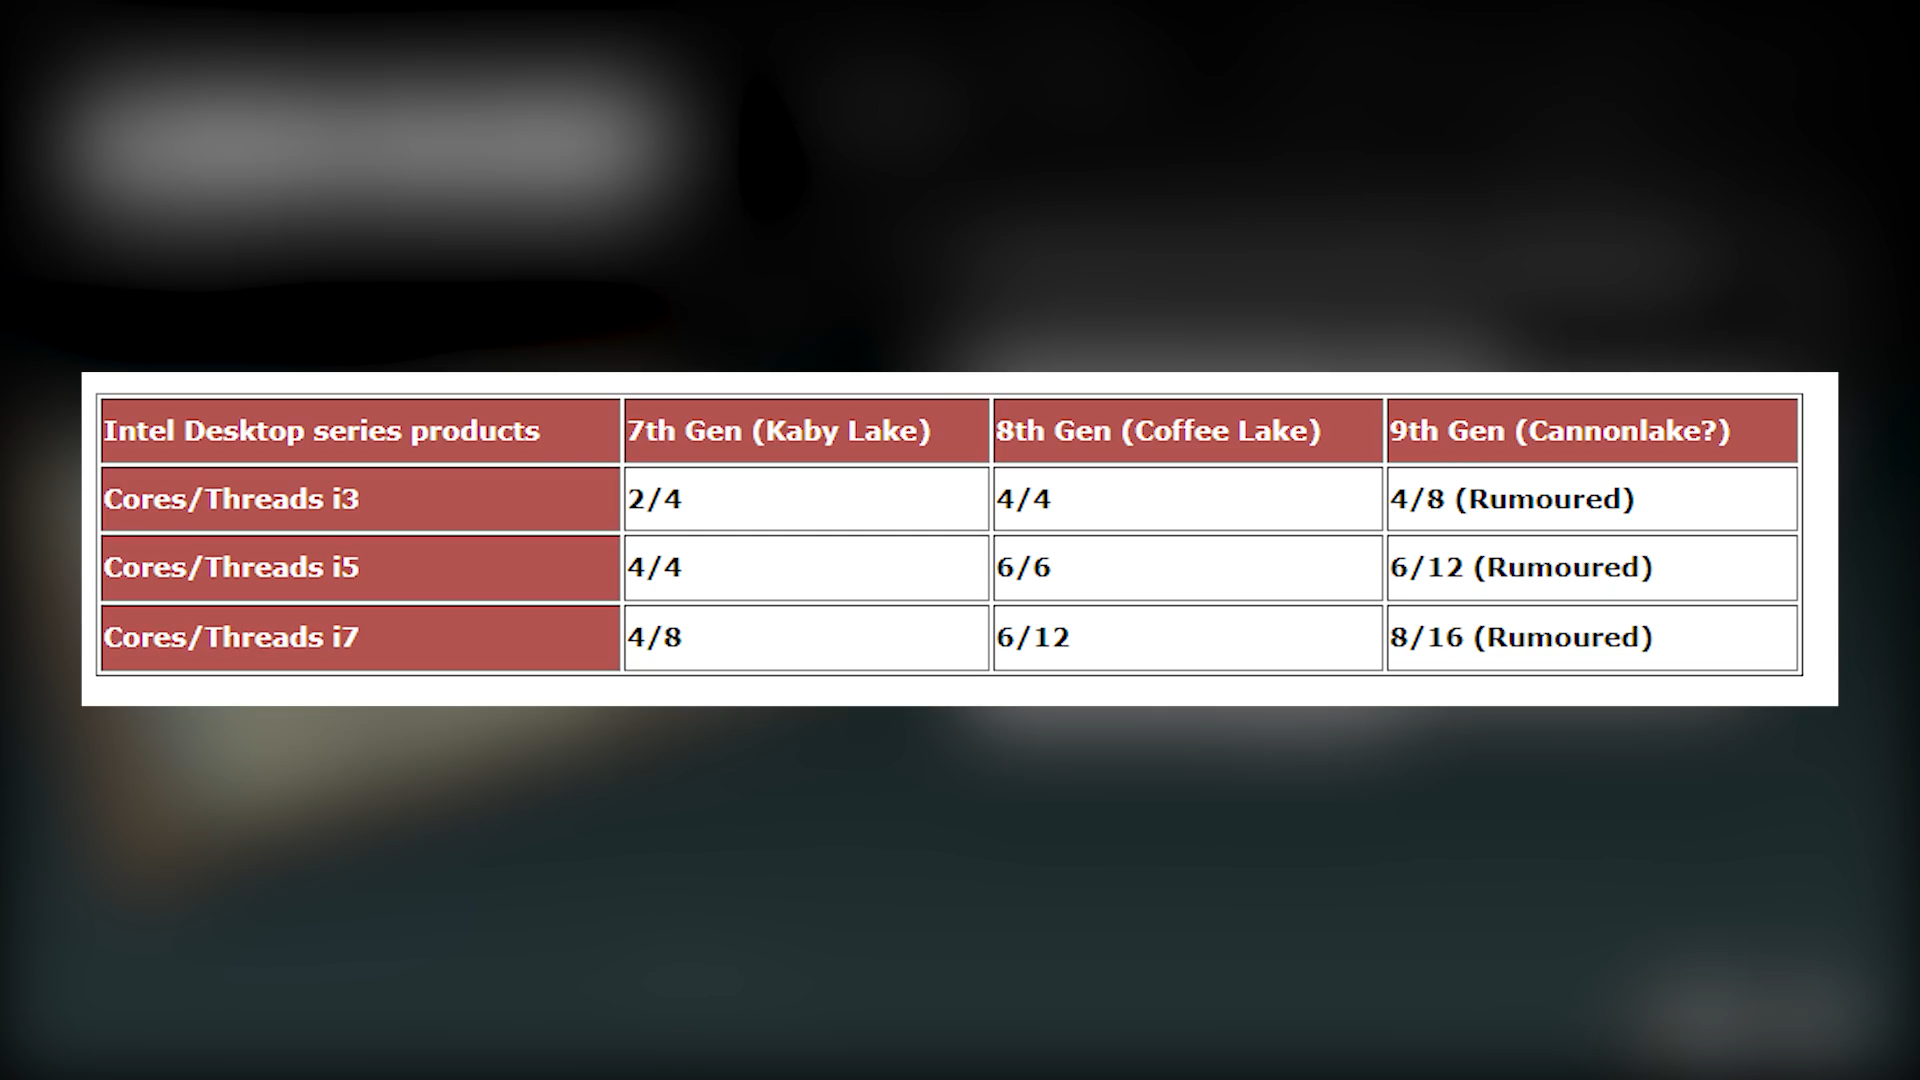 Intel Desktop series products 7th Gen (Kaby Lake) 8th Gen (Coffee Lake) 9th Gen (Cannonlake?)
Cores/Threads i3 2/4 4/4 4/8 (Rumoured)
Cores/Threads i5 4/4 6/6 6/12 (Rumoured)
Cores/Threads i7 4/8 6/12 8/16 (Rumoured)